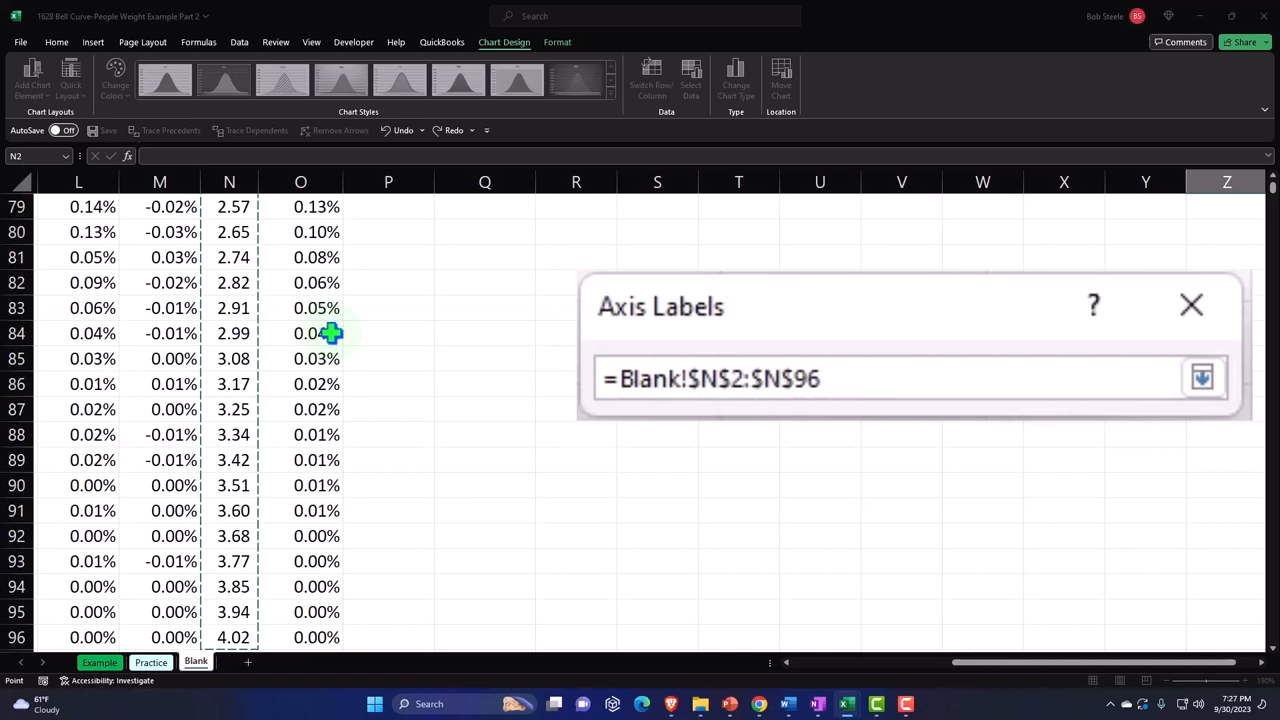 1628 Bell Curve-People Weight Example Part 2
Search
Bob Steele BS
File Home Insert Page Layout Formulas Data Review View Developer Help QuickBooks Chart Design Format
Comments Share
Add Chart Element Quick Layout Change Colors Switch Row/ Column Select Data Change Chart Type Move Chart
Chart Layouts Chart Styles Data Type Location
AutoSave Off Save Trace Precedents Trace Dependents Remove Arrows Undo Redo
N2 fx
L M N O P Q R S T U V W X Y Z
79 0.14% -0.02% 2.57 0.13%
80 0.13% -0.03% 2.65 0.10%
81 0.05% 0.03% 2.74 0.08%
82 0.09% -0.02% 2.82 0.06%
83 0.06% -0.01% 2.91 0.05%
84 0.04% -0.01% 2.99
85 0.03% 0.00% 3.08 0.03%
86 0.01% 0.01% 3.17 0.02%
87 0.02% 0.00% 3.25 0.02%
88 0.02% -0.01% 3.34 0.01%
89 0.02% -0.01% 3.42 0.01%
90 0.00% 0.00% 3.51 0.01%
91 0.01% 0.00% 3.60 0.01%
92 0.00% 0.00% 3.68 0.00%
93 0.01% -0.01% 3.77 0.00%
94 0.00% 0.00% 3.85 0.00%
95 0.00% 0.00% 3.94 0.00%
96 0.00% 0.00% 4.02 0.00%
Axis Labels ?
=Blank!$N$2:$N$96
Example Practice Blank
Point Accessibility: Investigate 190%
61°F Search 7:27 PM
9/30/2023